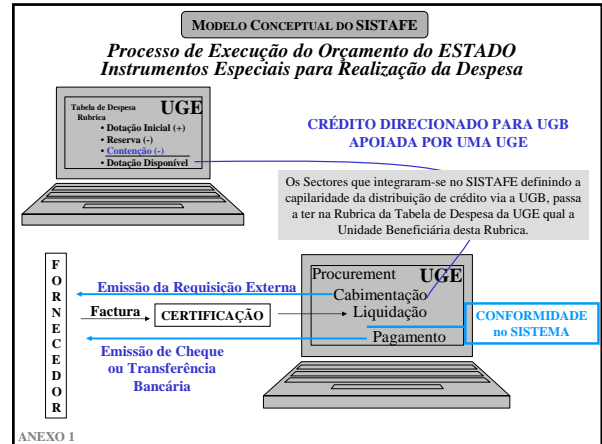 MODELO CONCEPTUAL DO SISTAFE
Processo de Execução do Orçamento do ESTADO
Instrumentos Especiais para Realização da Despesa
Tabela de Despesa UGE
Rubrica
• Dotação Inicial (+)
• Reserva (-)
• Contenção (-)
• Dotação Disponível
CRÉDITO DIRECIONADO PARA UGB
APOIADA POR UMA UGE
Os Sectores que integraram-se no SISTAFE definindo a
capilaridade da distribuição de crédito via a UGB, passa
a ter na Rubrica da Tabela de Despesa da UGE qual a
Unidade Beneficiária desta Rubrica.
FORNECEDOR
Emissão da Requisição Externa
Factura
CERTIFICAÇÃO
Emissão de Cheque
ou Transferência
Bancária
Procurement UGE
Cabimentação
Liquidação
Pagamento
CONFORMIDADE
no SISTEMA
ANEXO 1